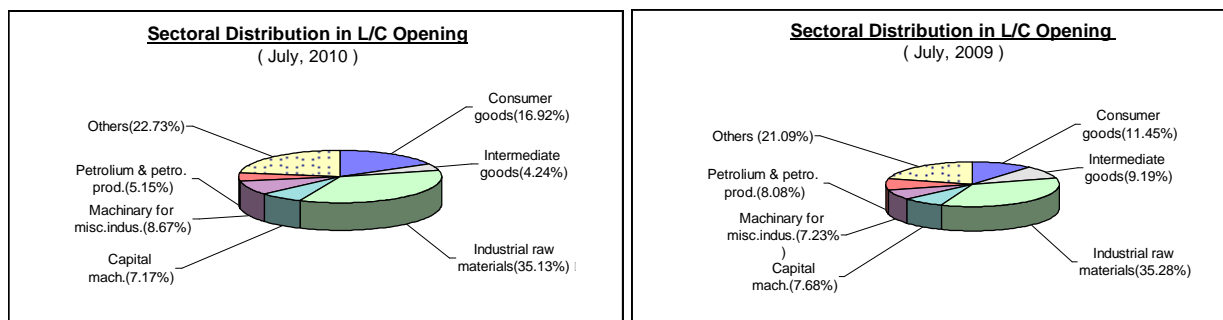 Sectoral Distribution in L/C Opening
( July, 2010 )
Consumer
goods(16.92%)
Others(22.73%)
Intermediate
goods(4.24%)
Petrolium & petro.
prod.(5.15%)
Machinary for
misc.indus.(8.67%)
Capital
mach.(7.17%)
Industrial raw
materials(35.13%)
Sectoral Distribution in L/C Opening
( July, 2009 )
Consumer
goods(11.45%)
Others (21.09%)
Intermediate
goods(9.19%)
Petrolium & petro.
prod.(8.08%)
Machinary for
misc.indus.(7.23%
)
Capital
mach.(7.68%)
Industrial raw
materials(35.28%)